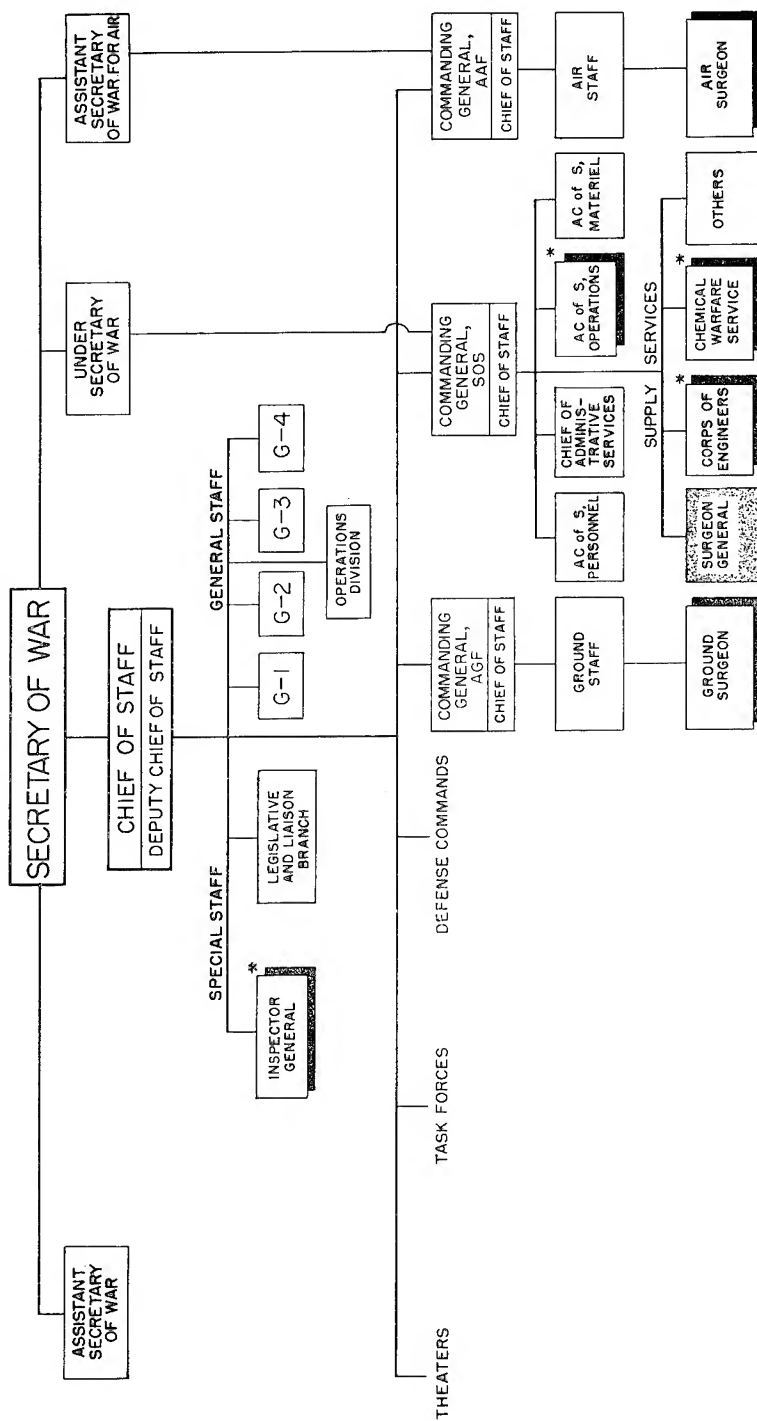 SECRETARY OF WAR
ASSISTANT
SECRETARY
OF WAR
UNDER
SECRETARY
OF WAR
ASSISTANT
SECRETARY
OF WAR FOR AIR
CHIEF OF STAFF
DEPUTY CHIEF OF STAFF
SPECIAL STAFF
GENERAL STAFF
*
INSPECTOR
GENERAL
LEGISLATIVE
AND LIAISON
BRANCH
G-1
G-2
G-3
G-4
OPERATIONS
DIVISION
THEATERS
TASK FORCES
DEFENSE COMMANDS
COMMANDING
GENERAL,
AGF
CHIEF OF STAFF
COMMANDING
GENERAL,
SOS
CHIEF OF STAFF
COMMANDING
GENERAL,
AAF
CHIEF OF STAFF
GROUND
STAFF
AC of S,
PERSONNEL
CHIEF OF
ADMINIS-
TRATIVE
SERVICES
*
AC of S,
OPERATIONS
AC of S,
MATERIEL
AIR
STAFF
SUPPLY SERVICES
GROUND
SURGEON
SURGEON
GENERAL
*
CORPS OF
ENGINEERS
*
CHEMICAL
WARFARE
SERVICE
OTHERS
AIR
SURGEON